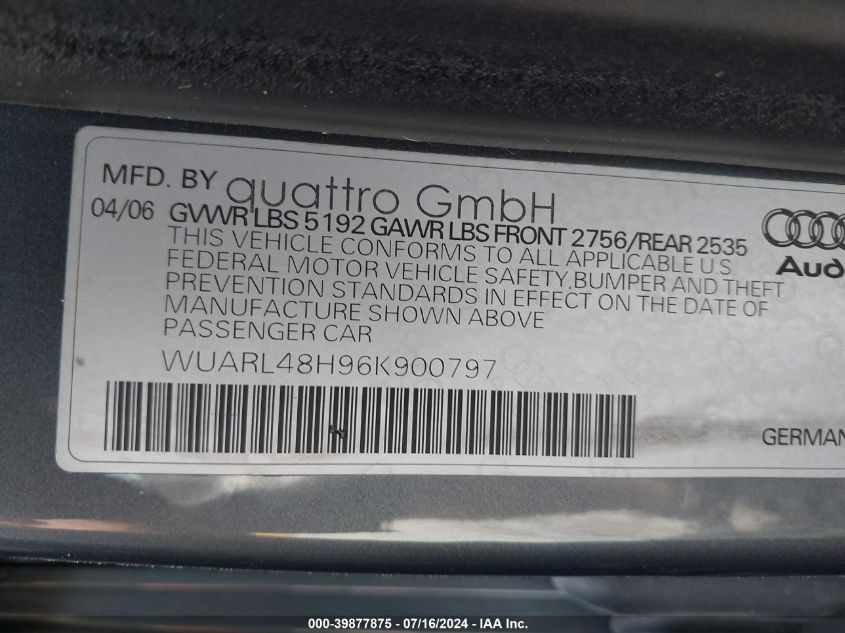 MFD. BY quattro GmbH
04/06 GVWR LBS 5192 GAWR LBS FRONT 2756/REAR 2535
THIS VEHICLE CONFORMS TO ALL APPLICABLE U.S.
FEDERAL MOTOR VEHICLE SAFETY, BUMPER AND THEFT
PREVENTION STANDARDS IN EFFECT ON THE DATE OF
MANUFACTURE SHOWN ABOVE
PASSENGER CAR
WUARL48H96K900797
Aud
GERMAN
000-39877875 - 07/16/2024 - IAA Inc.